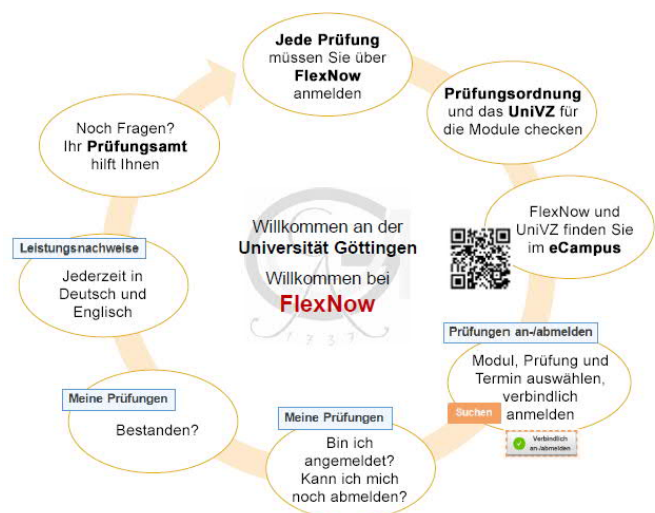 Jede Prüfung
müssen Sie über
FlexNow
anmelden
Prüfungsordnung
und das UniVZ für
die Module checken
FlexNow und
UniVZ finden Sie
im eCampus
Prüfungen an-/abmelden
Modul, Prüfung und
Termin auswählen,
verbindlich
anmelden
Suchen
Verbindlich
an-/abmelden
Meine Prüfungen
Bin ich
angemeldet?
Kann ich mich
noch abmelden?
Meine Prüfungen
Bestanden?
Leistungsnachweise
Jederzeit in
Deutsch und
Englisch
Noch Fragen?
Ihr Prüfungsamt
hilft Ihnen
Willkommen an der
Universität Göttingen
Willkommen bei
FlexNow
1737